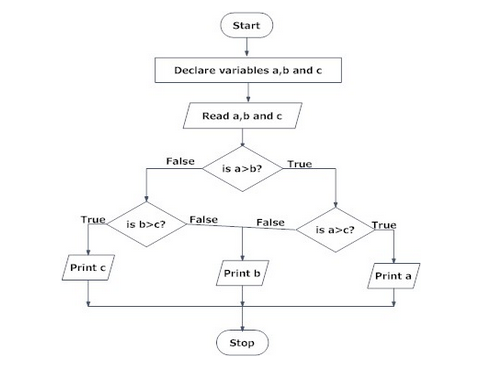 Start
Declare variables a,b and c
Read a,b and c
is a>b?
False
True
is b>c?
True
False
False
is a>c?
True
Print c
Print b
Print a
Stop